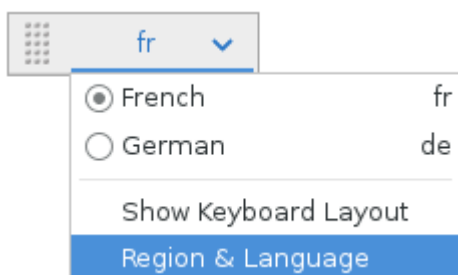 fr
French fr
German de
Show Keyboard Layout
Region & Language